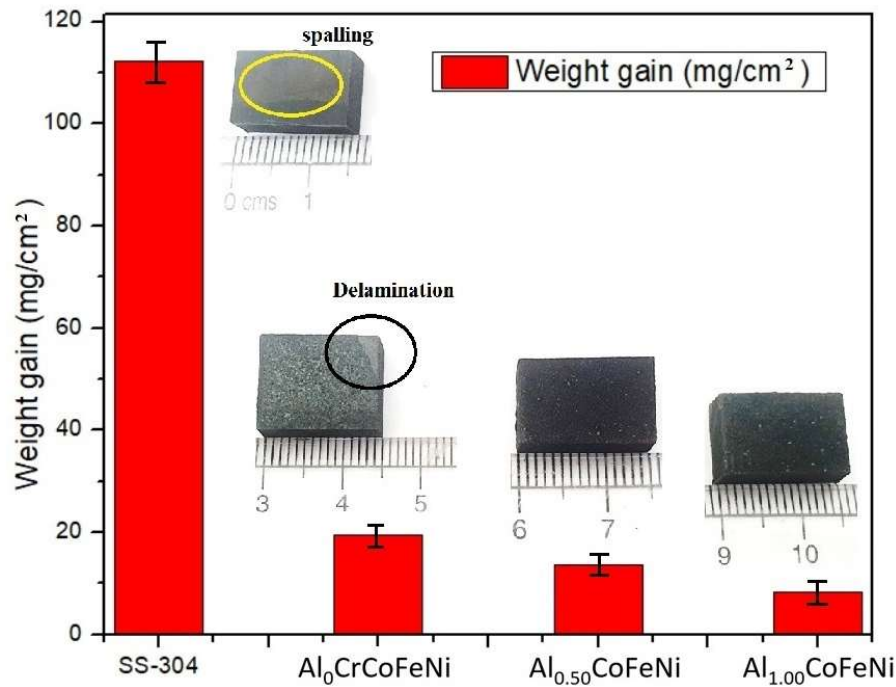 120
100
80
60
40
20
0
Weight gain (mg/cm²)
spalling
Weight gain (mg/cm²)
0 cms 1
Delamination
3 4 5
6 7
9 10
SS-304 Al₀CrCoFeNi Al₀.₅₀CoFeNi Al₁.₀₀CoFeNi